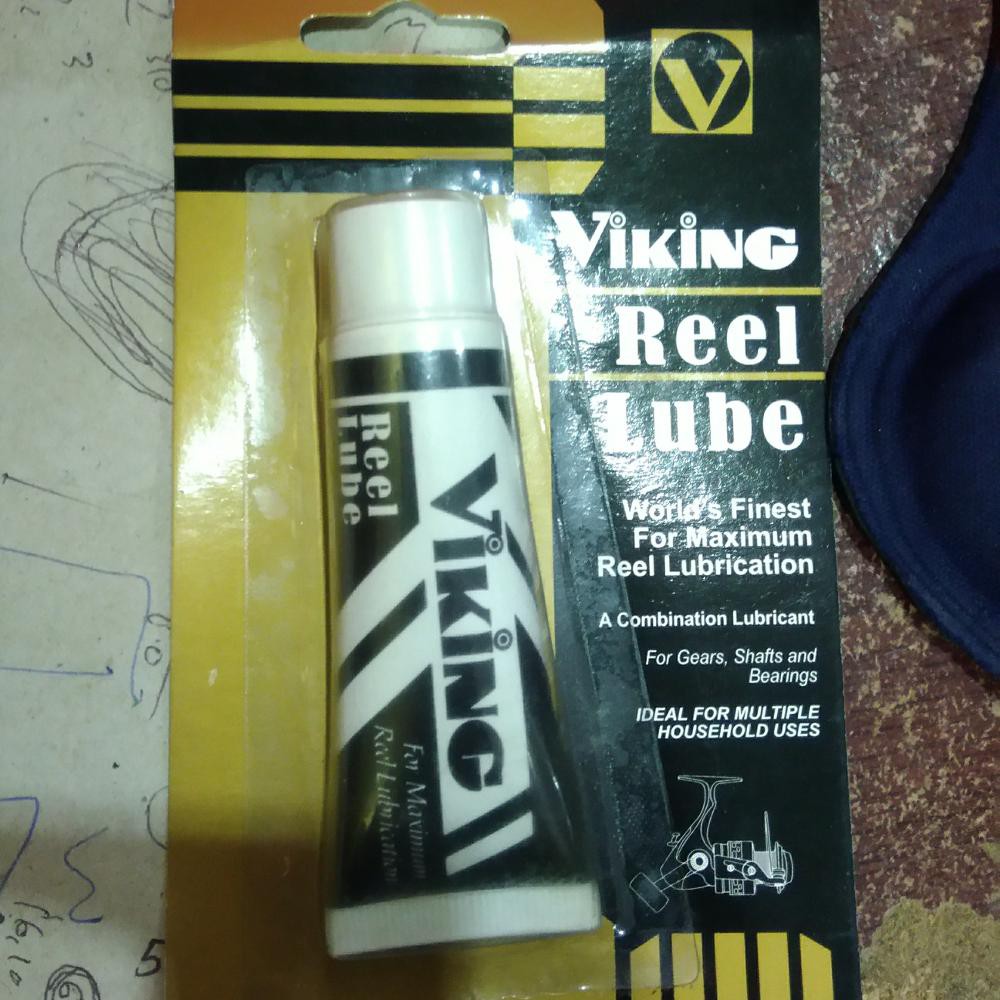 V
VIKING
Reel
Lube
World's Finest
For Maximum
Reel Lubrication
A Combination Lubricant
For Gears, Shafts and
Bearings
IDEAL FOR MULTIPLE
HOUSEHOLD USES
Reel
Lube
VIKING
For Maximum
Reel Lubrication
5